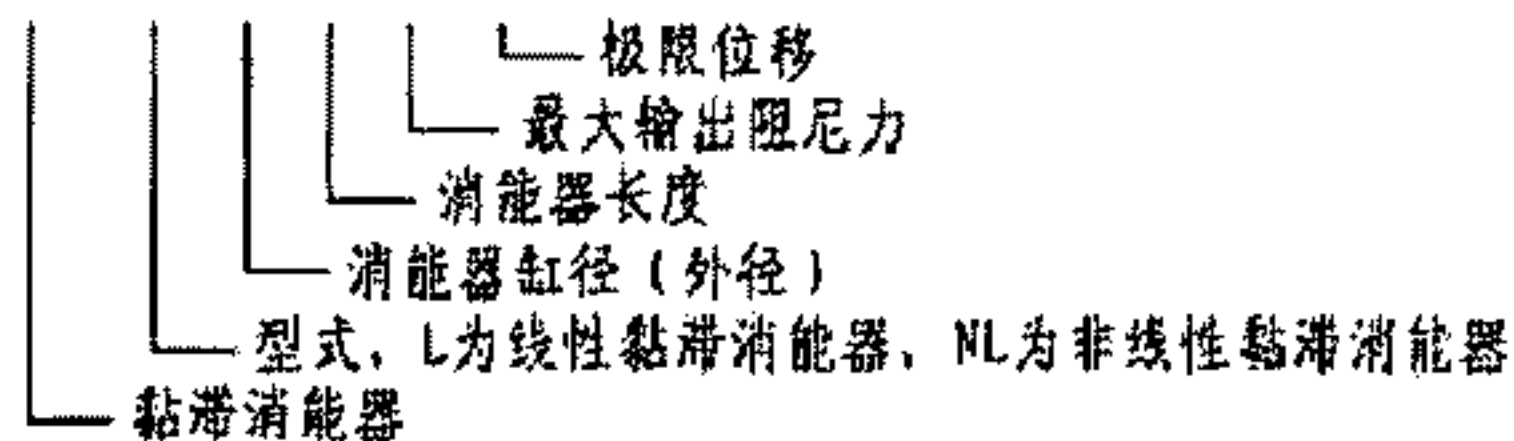 极限位移
最大输出阻尼力
消能器长度
消能器缸径(外径)
型式,L为线性黏滞消能器、NL为非线性黏滞消能器
黏滞消能器